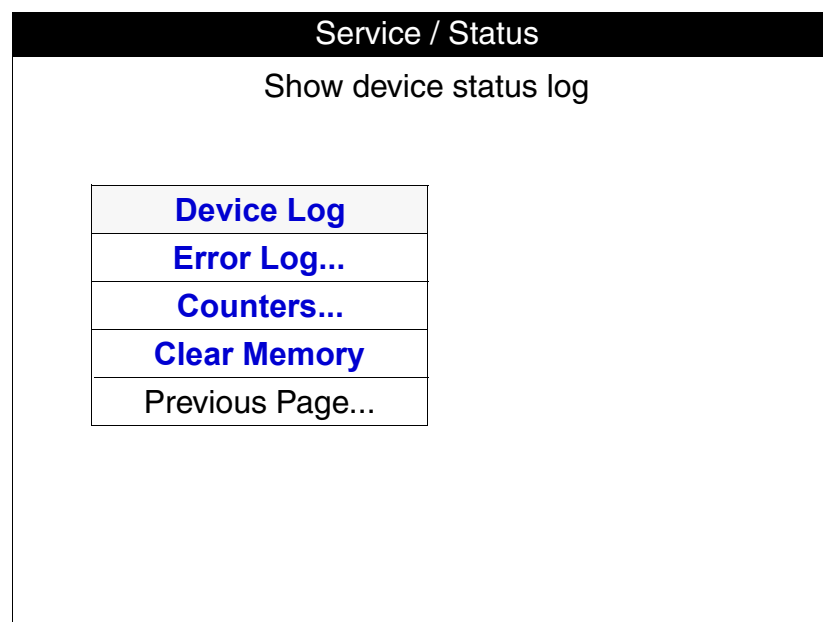 Service / Status
Show device status log
Device Log
Error Log...
Counters...
Clear Memory
Previous Page...